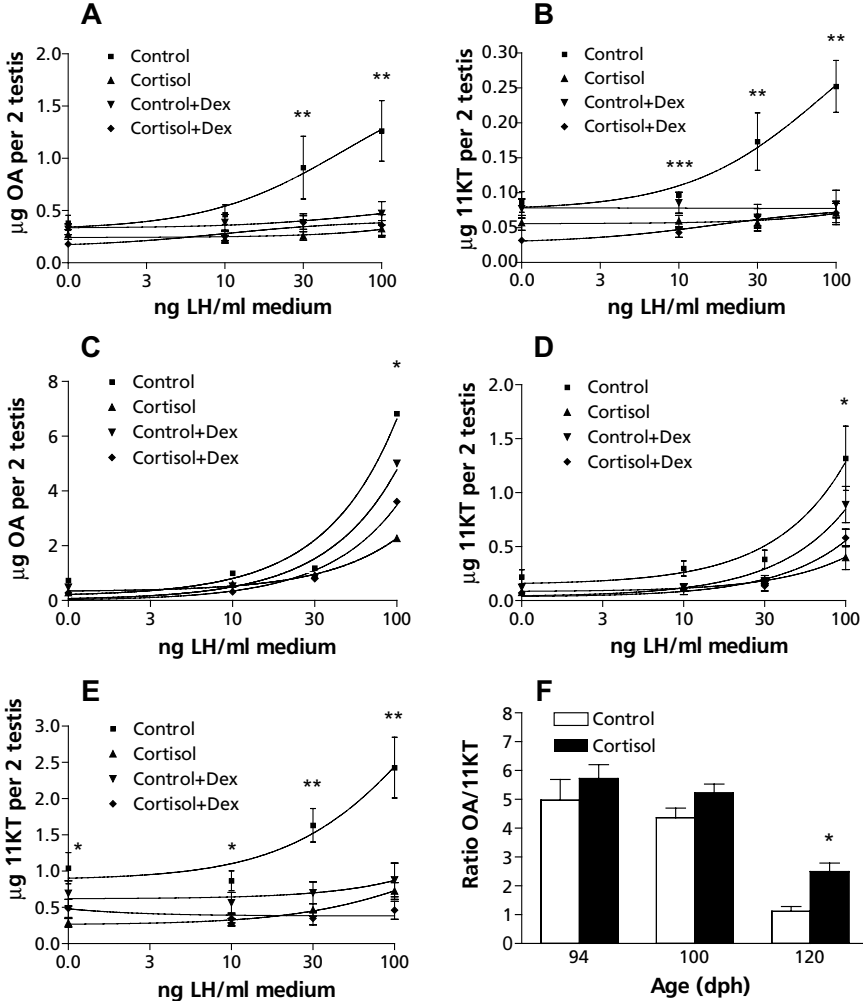 A
μg OA per 2 testis
2.0
1.5
1.0
0.5
0.0
Control
Cortisol
Control+Dex
Cortisol+Dex
**
**
0.0 3 10 30 100
ng LH/ml medium
B
μg 11KT per 2 testis
0.30
0.25
0.20
0.15
0.10
0.05
0.00
Control
Cortisol
Control+Dex
Cortisol+Dex
***
**
**
0.0 3 10 30 100
ng LH/ml medium
C
μg OA per 2 testis
8
6
4
2
0
Control
Cortisol
Control+Dex
Cortisol+Dex
*
0.0 3 10 30 100
ng LH/ml medium
D
μg 11KT per 2 testis
2.0
1.5
1.0
0.5
0.0
Control
Cortisol
Control+Dex
Cortisol+Dex
*
0.0 3 10 30 100
ng LH/ml medium
E
μg 11KT per 2 testis
3.0
2.5
2.0
1.5
1.0
0.5
0.0
Control
Cortisol
Control+Dex
Cortisol+Dex
*
*
**
**
0.0 3 10 30 100
ng LH/ml medium
F
Ratio OA/11KT
8
7
6
5
4
3
2
1
0
Control
Cortisol
*
94 100 120
Age (dph)